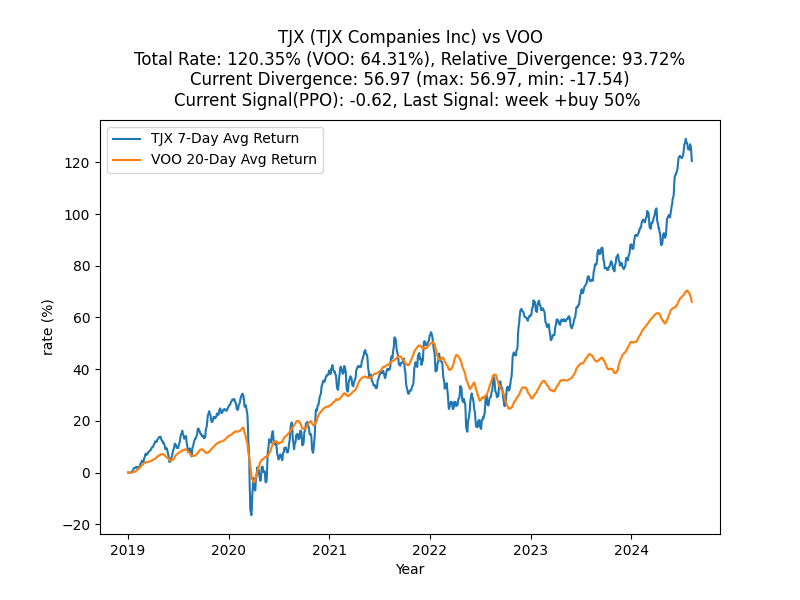 TJX (TJX Companies Inc) vs VOO
Total Rate: 120.35% (VOO: 64.31%), Relative_Divergence: 93.72%
Current Divergence: 56.97 (max: 56.97, min: -17.54)
Current Signal(PPO): -0.62, Last Signal: week +buy 50%
TJX 7-Day Avg Return
VOO 20-Day Avg Return
120
100
80
60
40
20
0
−20
rate (%)
2019 2020 2021 2022 2023 2024
Year